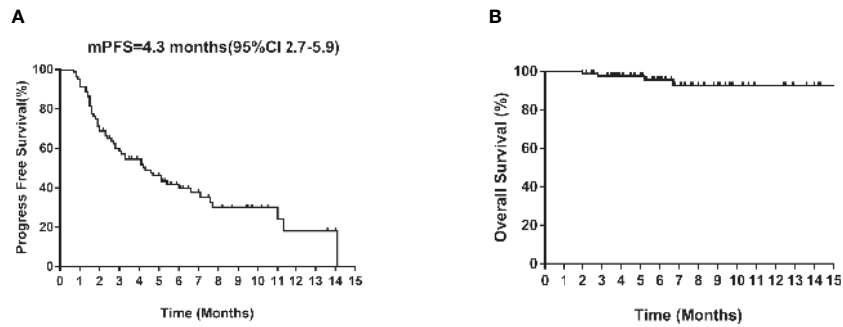 A
mPFS=4.3 months(95%CI 2.7-5.9)
Progress Free Survival(%)
100
80
60
40
20
0
0 1 2 3 4 5 6 7 8 9 10 11 12 13 14 15
Time (Months)
B
Overall Survival (%)
100
80
60
40
20
0
0 1 2 3 4 5 6 7 8 9 10 11 12 13 14 15
Time (Months)